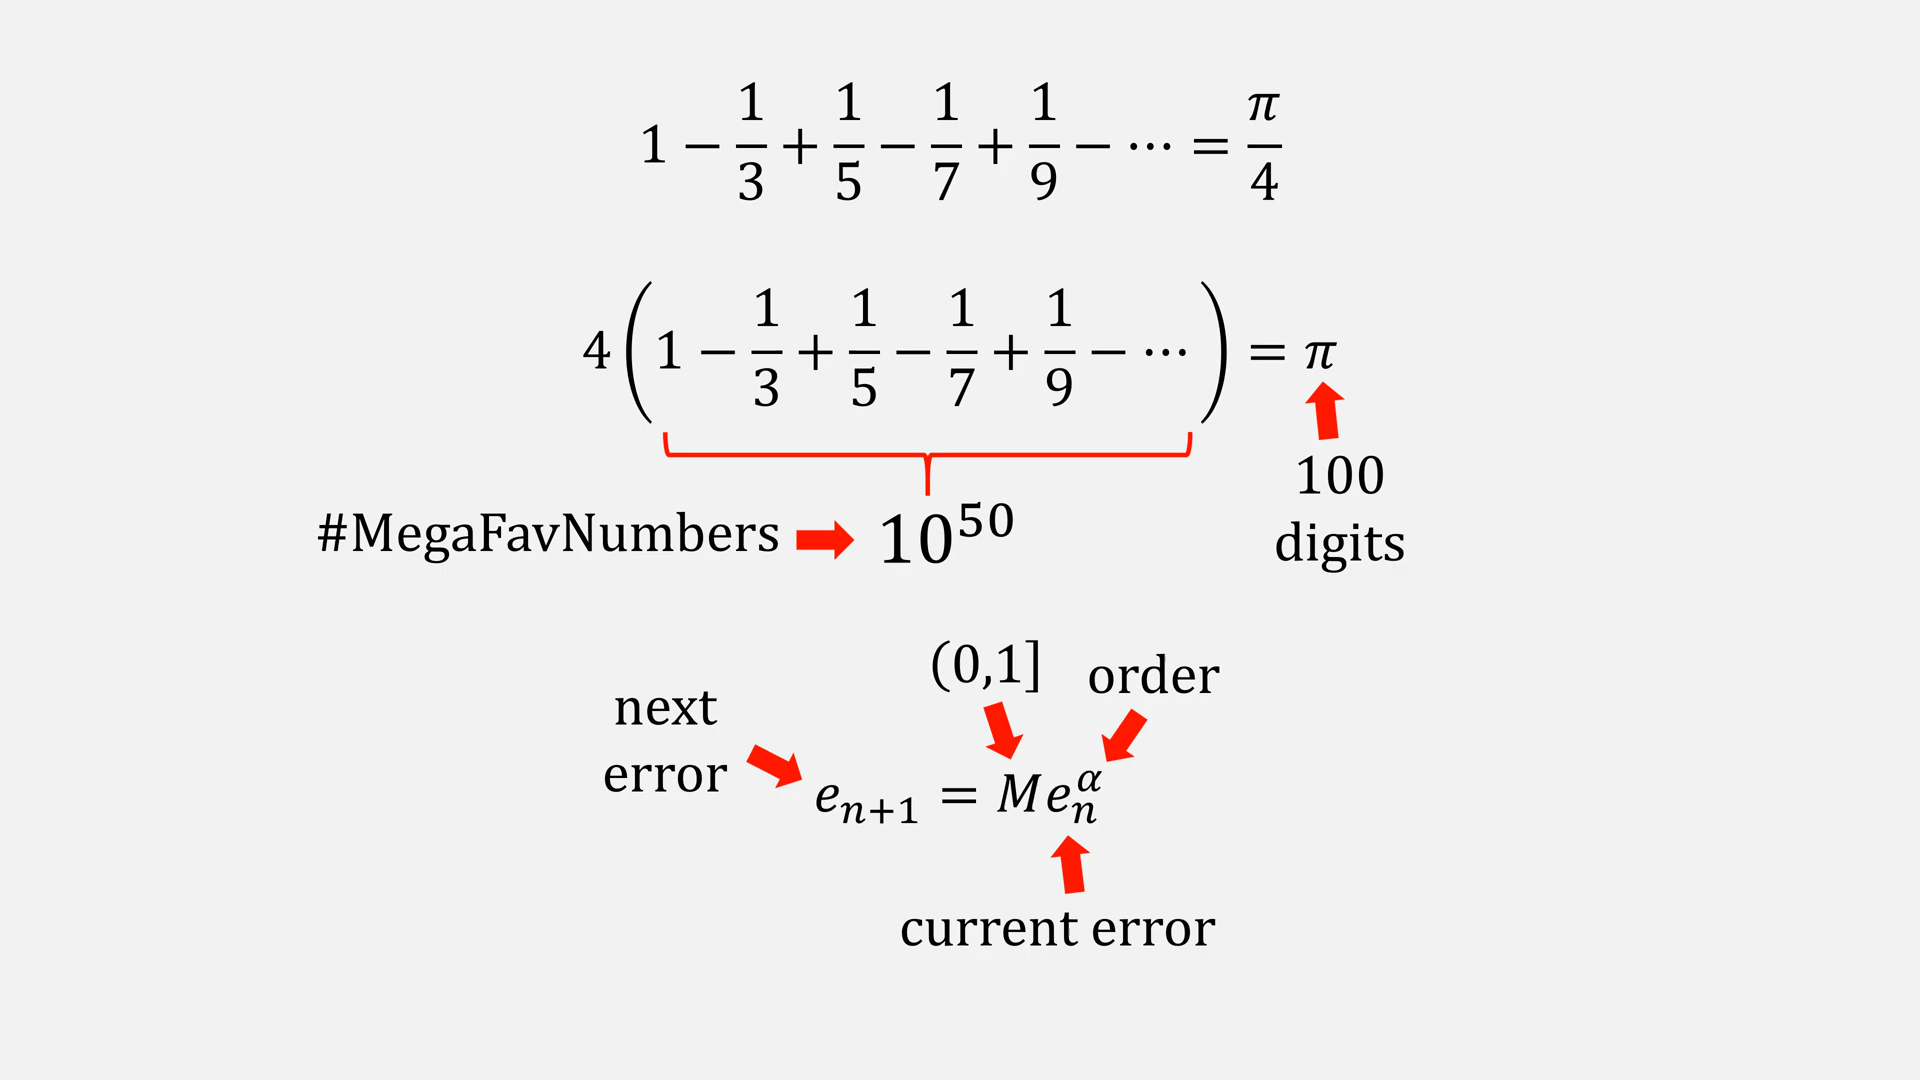 1 − 1/3 + 1/5 − 1/7 + 1/9 − ⋯ = π/4
4(1 − 1/3 + 1/5 − 1/7 + 1/9 − ⋯) = π
#MegaFavNumbers
10^50
100
digits
(0,1]
order
next
error
e_{n+1} = Me_n^α
current error